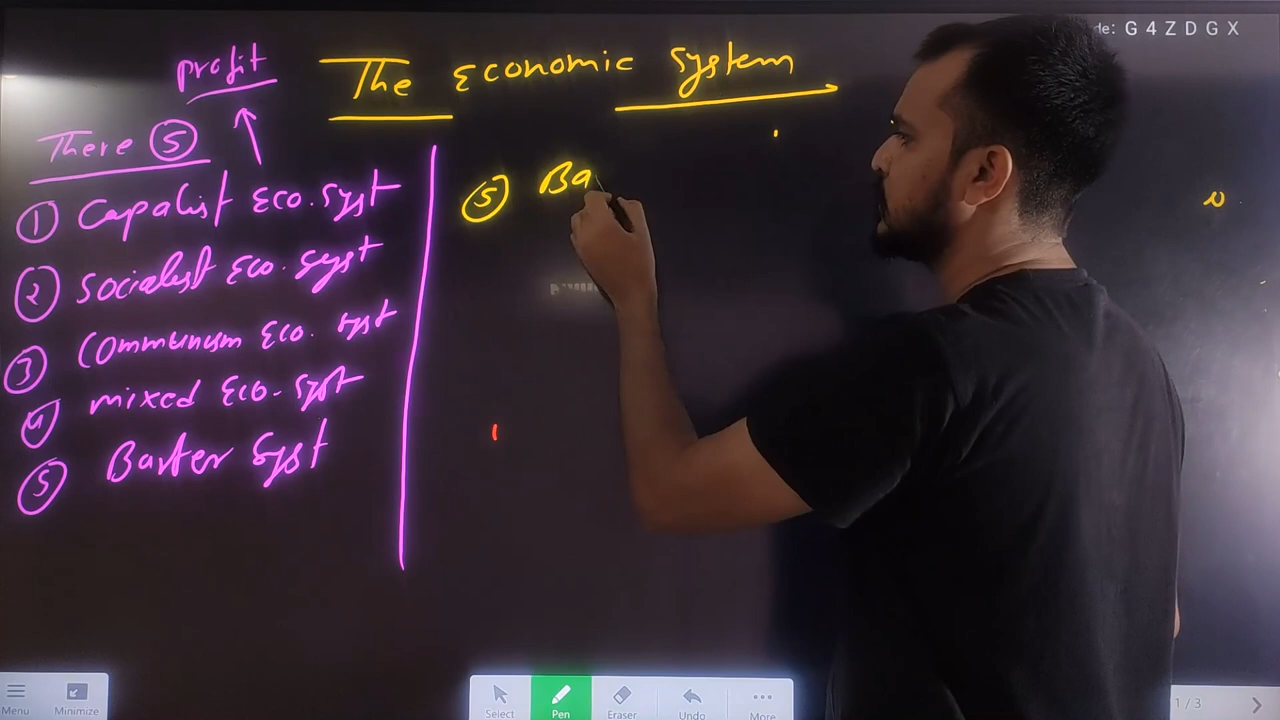 de: G4ZDGX
profit
The Economic System
There 5
1 Capalist Eco. Syst
2 Socialist Eco. Syst
3 Communism Eco. Syst
4 mixed Eco. Syst
5 Barter Syst
5 Ba
Menu
Minimize
Select
Pen
Eraser
Undo
More
1 / 3